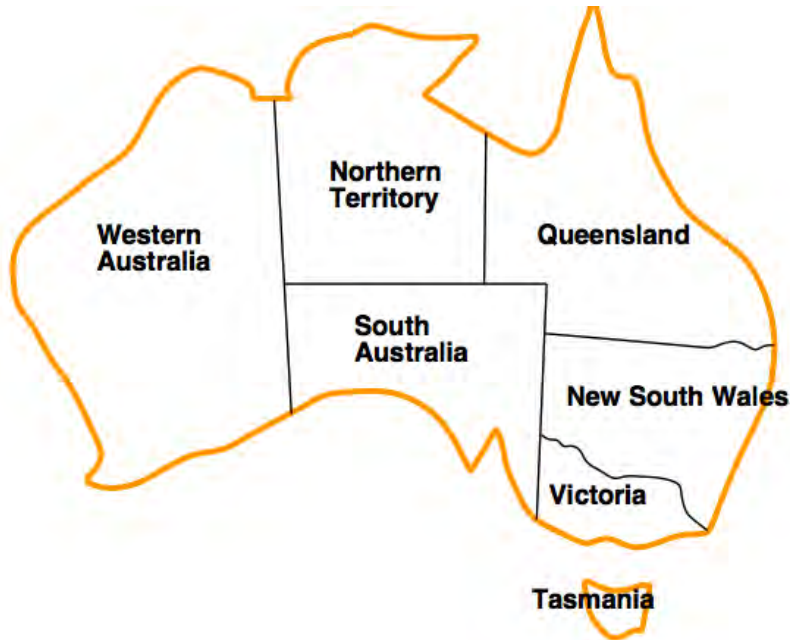 Northern
Territory
Western
Australia
Queensland
South
Australia
New South Wales
Victoria
Tasmania